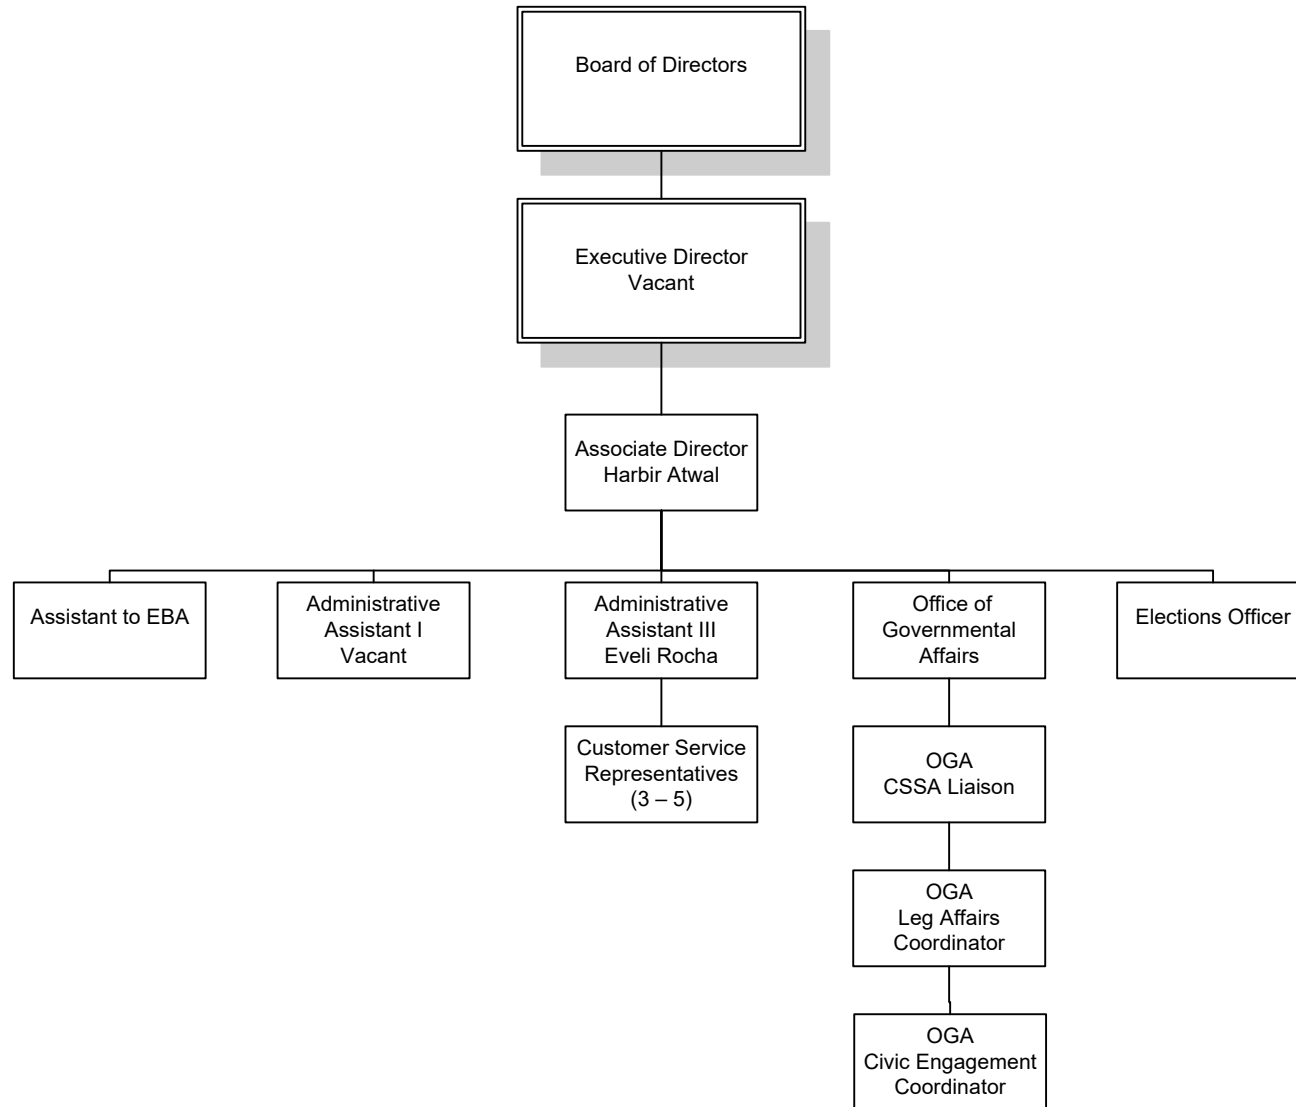 Board of Directors
Executive Director
Vacant
Associate Director
Harbir Atwal
Assistant to EBA
Administrative
Assistant I
Vacant
Administrative
Assistant III
Eveli Rocha
Office of
Governmental
Affairs
Elections Officer
Customer Service
Representatives
(3 – 5)
OGA
CSSA Liaison
OGA
Leg Affairs
Coordinator
OGA
Civic Engagement
Coordinator